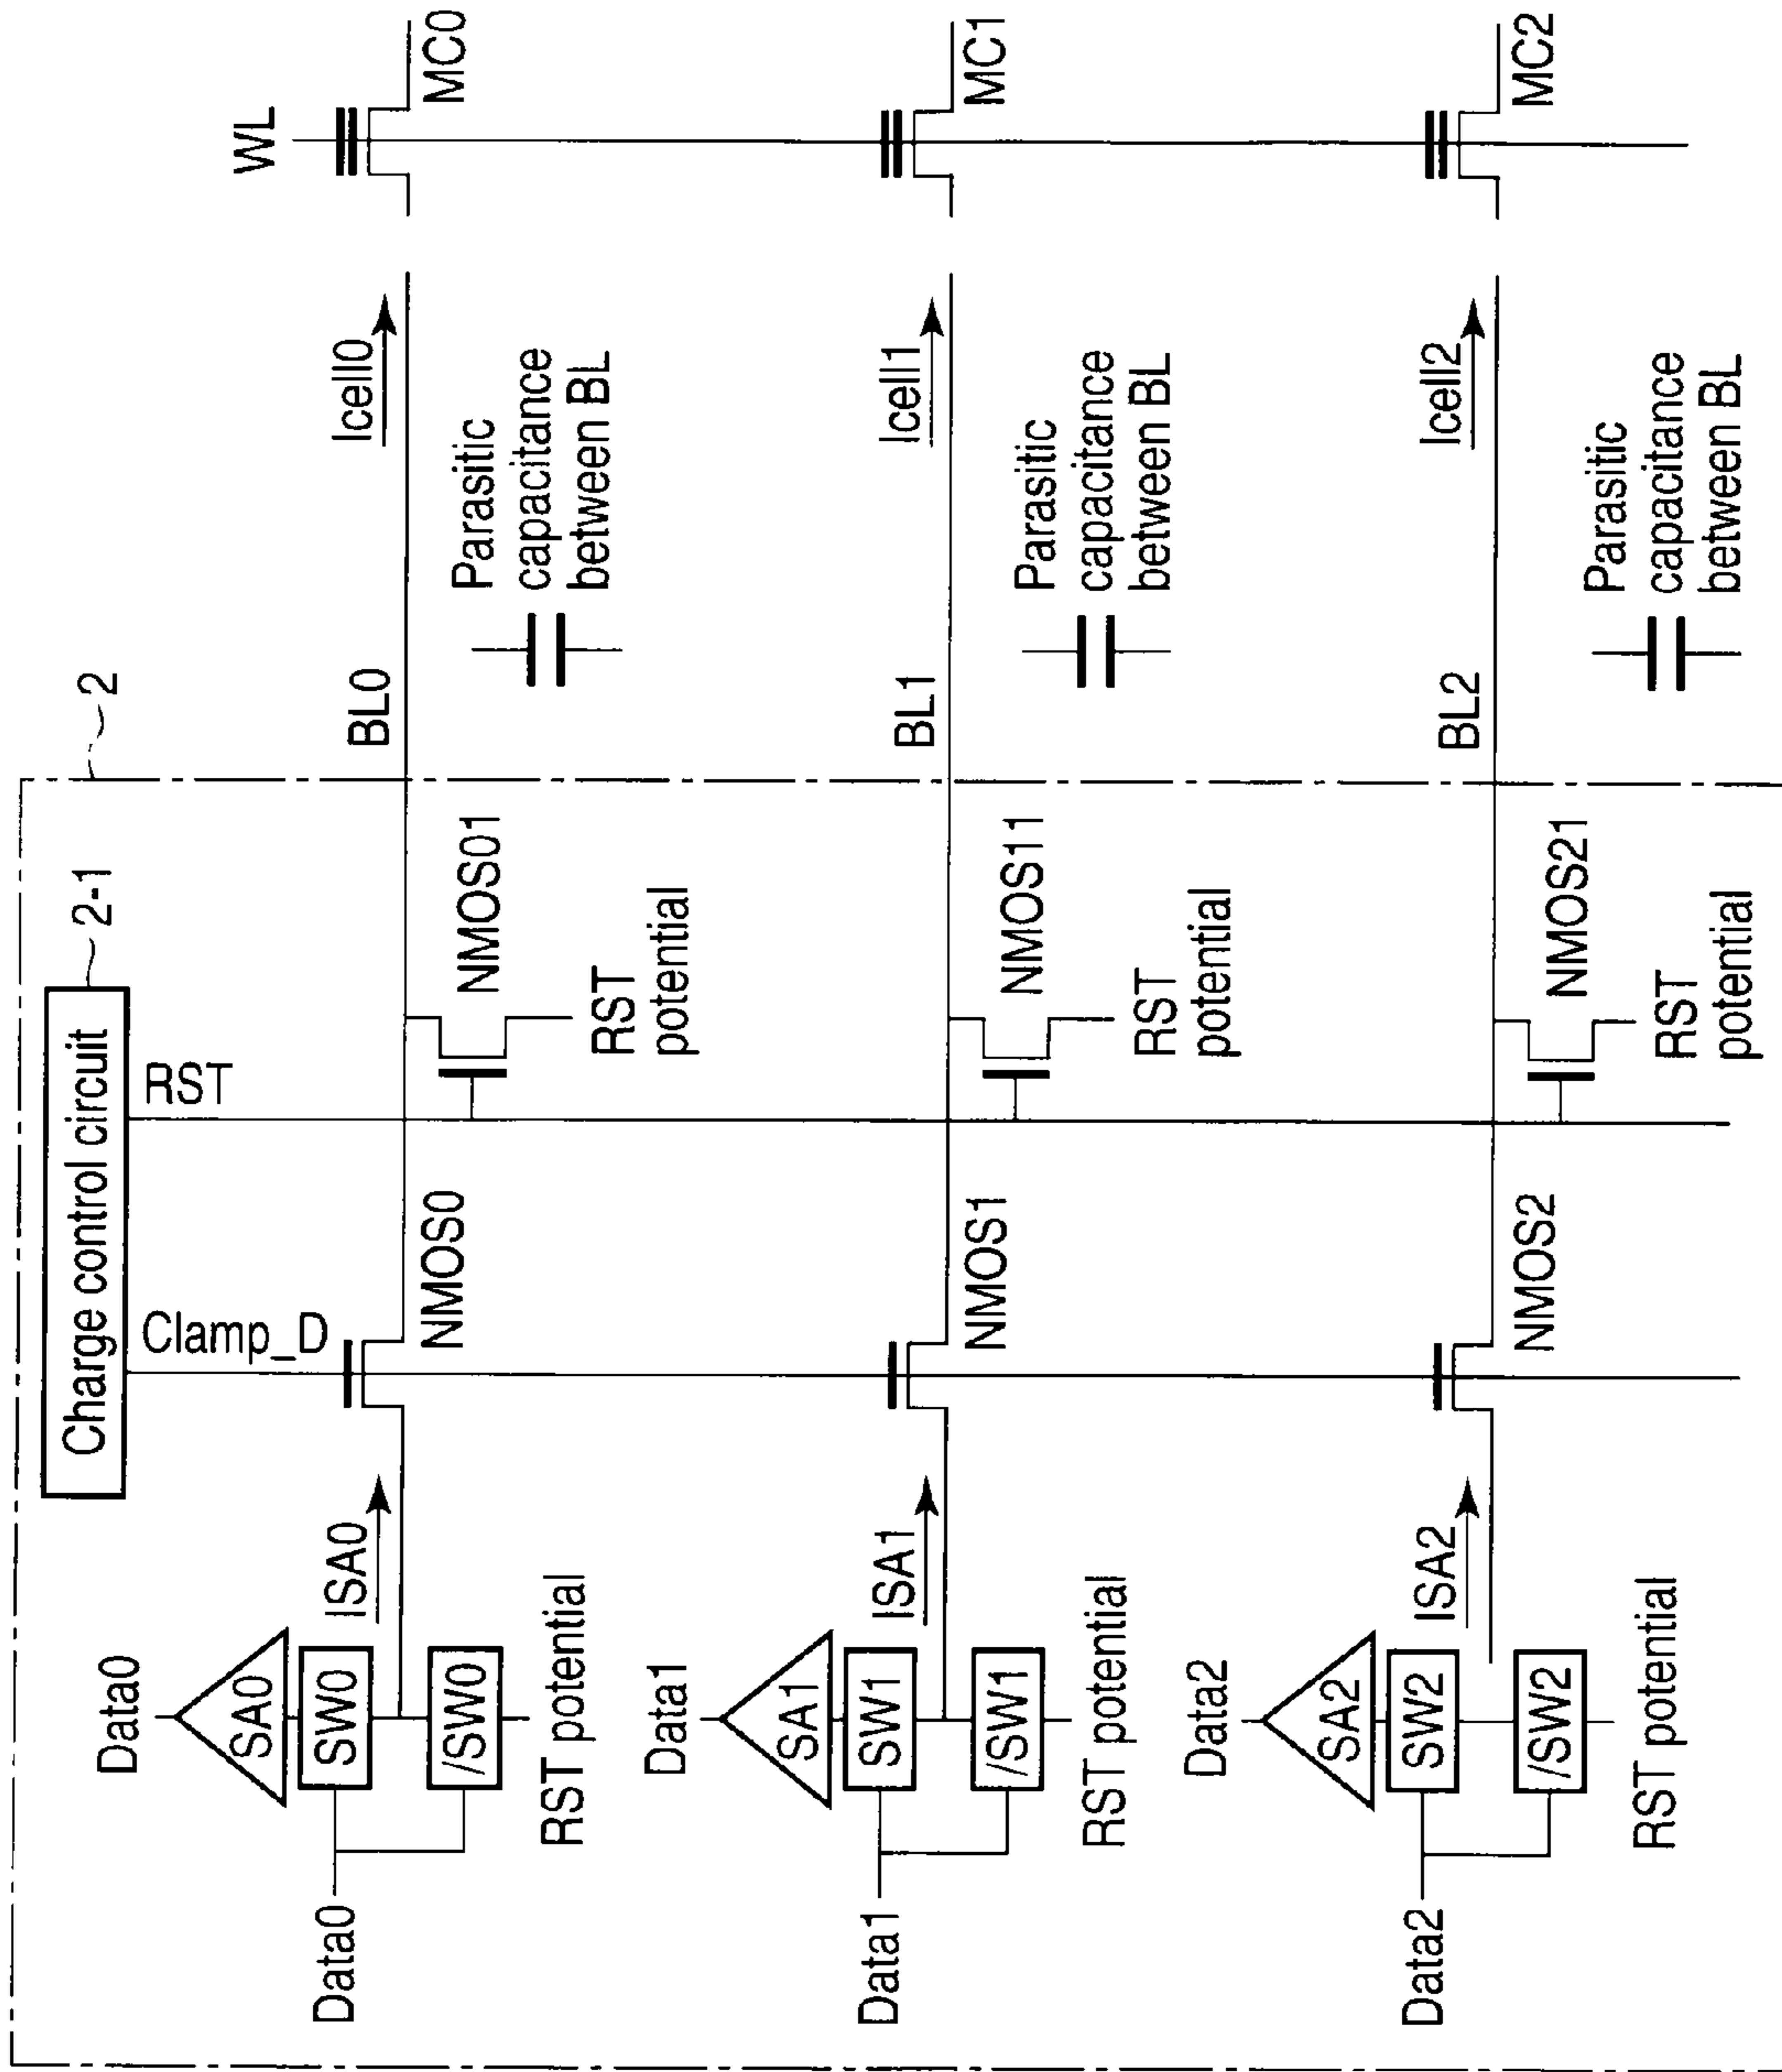 2
Charge control circuit
2-1
Clamp_D
RST
WL
Data0
SA0
SW0
/SW0
Data0
RST potential
ISA0
NMOS0
NMOS01
RST
potential
BL0
Icell0
MC0
Parasitic
capacitance
between BL
Data1
SA1
SW1
/SW1
Data1
RST potential
ISA1
NMOS1
NMOS11
RST
potential
BL1
Icell1
MC1
Parasitic
capacitance
between BL
Data2
SA2
SW2
/SW2
Data2
RST potential
ISA2
NMOS2
NMOS21
RST
potential
BL2
Icell2
MC2
Parasitic
capacitance
between BL